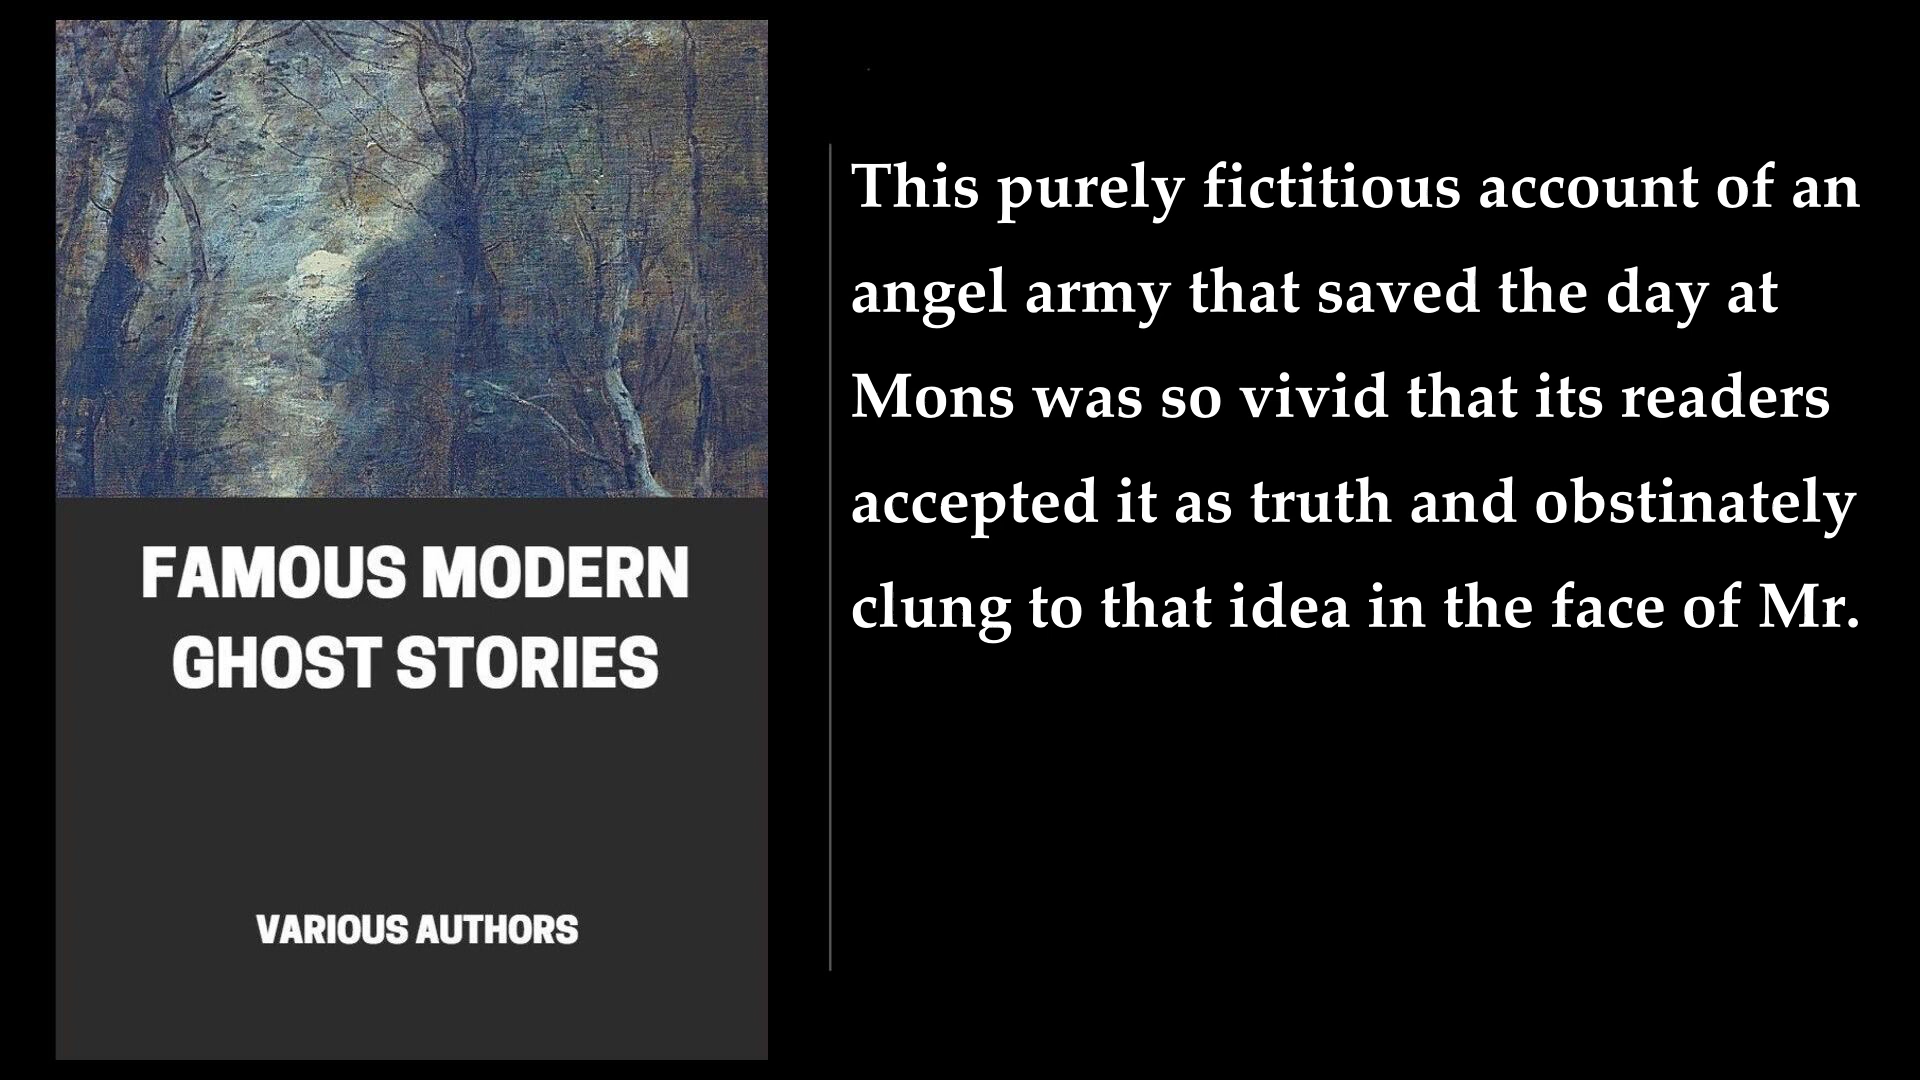 FAMOUS MODERN
GHOST STORIES
VARIOUS AUTHORS
This purely fictitious account of an
angel army that saved the day at
Mons was so vivid that its readers
accepted it as truth and obstinately
clung to that idea in the face of Mr.